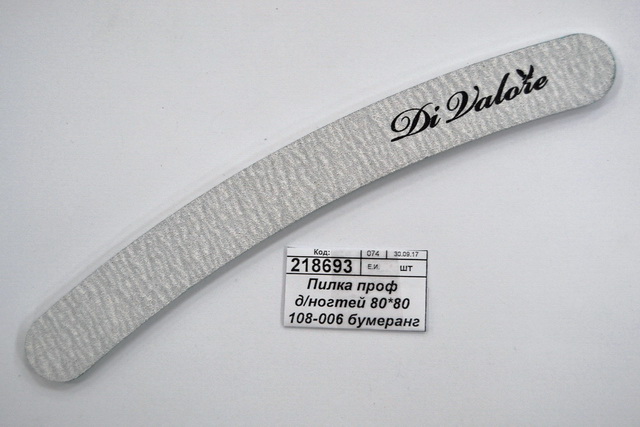 Di Valore
Код: 074 30.09.17
218693 Е.И. шт
Пилка проф
д/ногтей 80*80
108-006 бумеранг